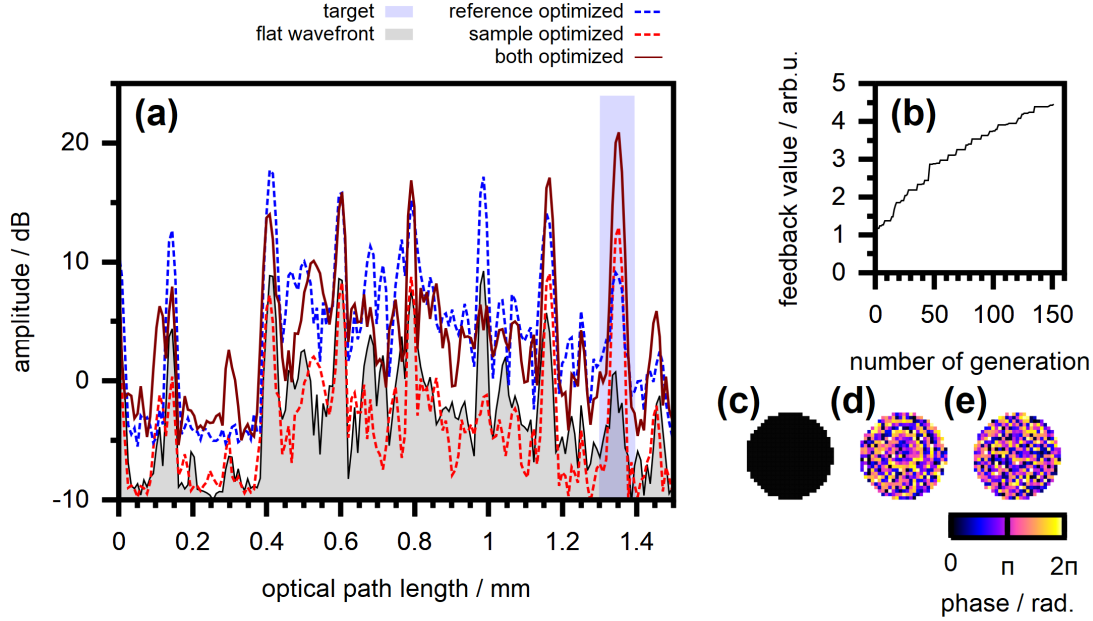 target
flat wavefront
reference optimized
sample optimized
both optimized
(a)
20
10
0
-10
amplitude / dB
0 0.2 0.4 0.6 0.8 1 1.2 1.4
optical path length / mm
(b)
5
4
3
2
1
0
feedback value / arb.u.
0 50 100 150
number of generation
(c) (d) (e)
0 π 2π
phase / rad.